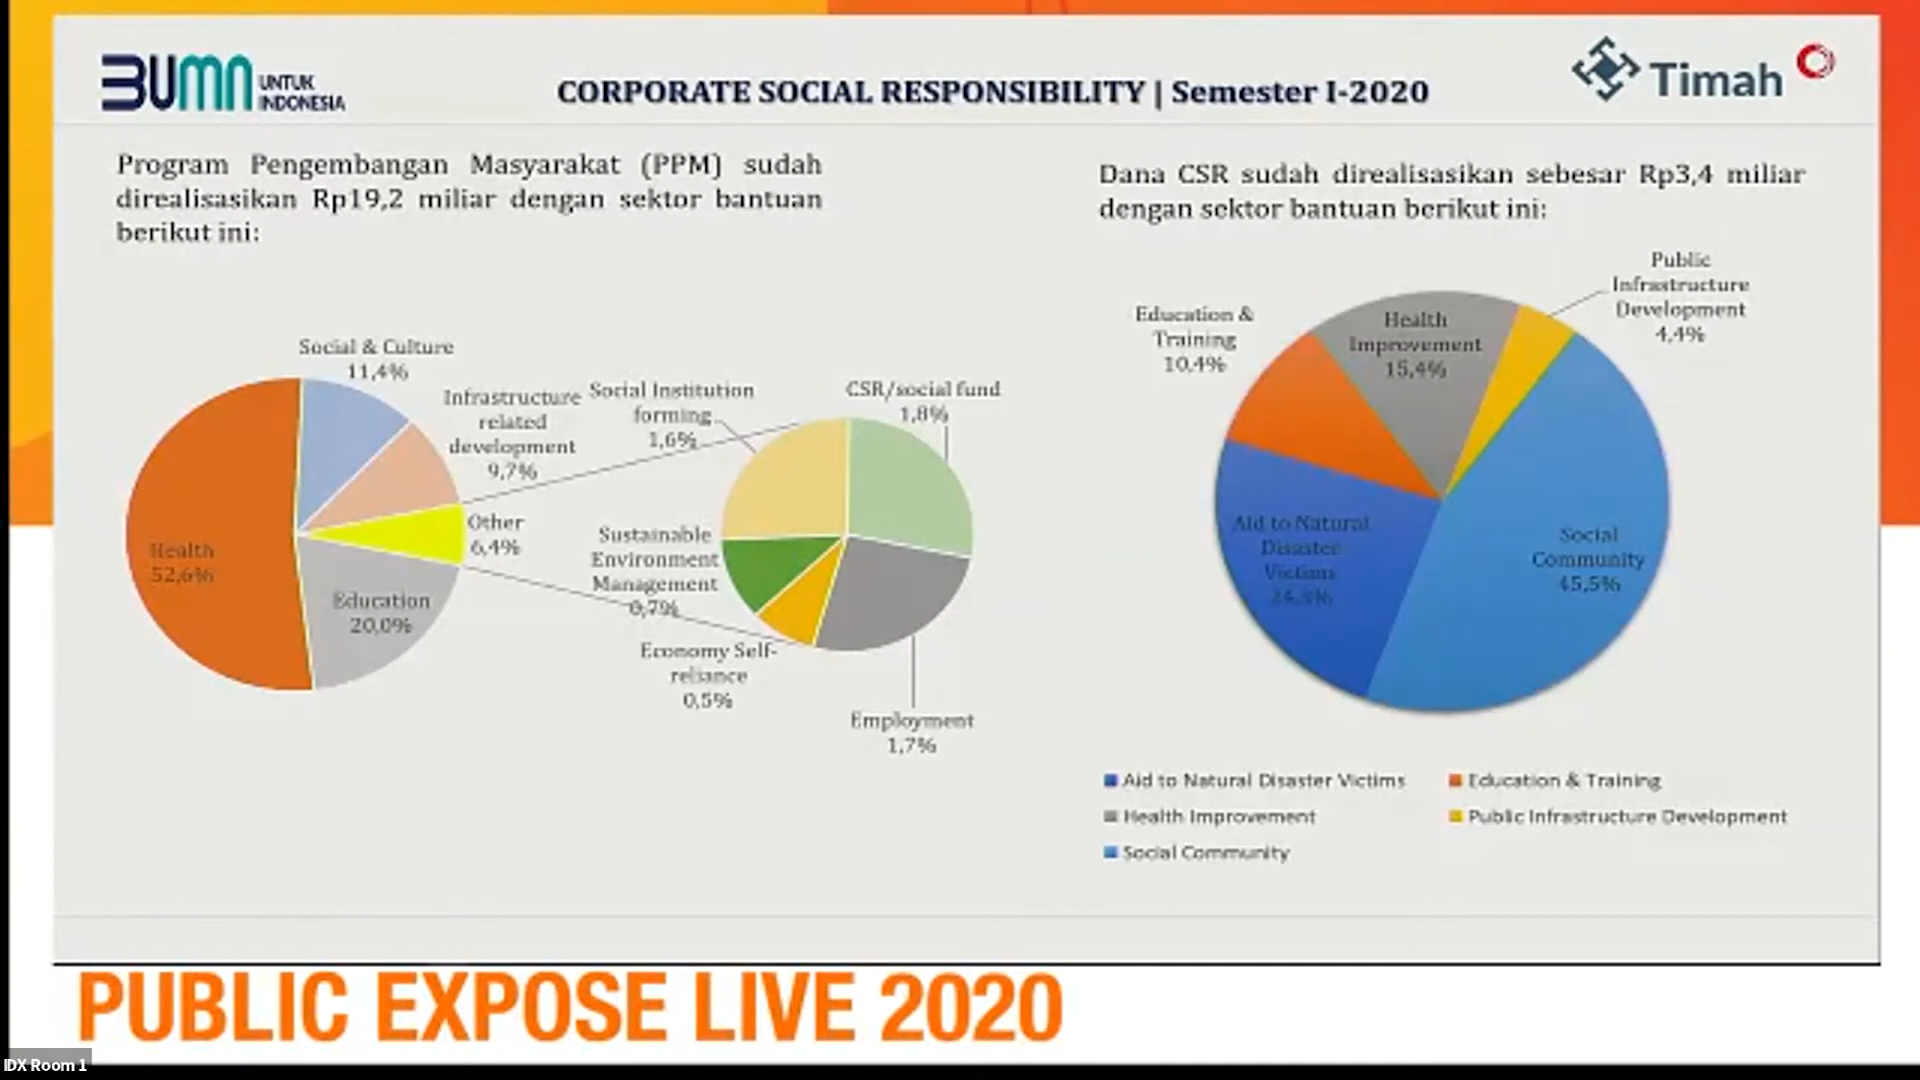 BUMN UNTUK
INDONESIA
CORPORATE SOCIAL RESPONSIBILITY | Semester I-2020
Timah
Program Pengembangan Masyarakat (PPM) sudah
direalisasikan Rp19,2 miliar dengan sektor bantuan
berikut ini:
Social & Culture
11,4%
Infrastructure
related
development
9,7%
Other
6,4%
Health
52,6%
Education
20,0%
Social Institution
forming
1,6%
CSR/social fund
1,8%
Sustainable
Environment
Management
0,7%
Economy Self-
reliance
0,5%
Employment
1,7%
Dana CSR sudah direalisasikan sebesar Rp3,4 miliar
dengan sektor bantuan berikut ini:
Public
Infrastructure
Development
4,4%
Education &
Training
10,4%
Health
Improvement
15,4%
Aid to Natural
Disaster
Victims
24,3%
Social
Community
45,5%
Aid to Natural Disaster Victims
Education & Training
Health Improvement
Public Infrastructure Development
Social Community
PUBLIC EXPOSE LIVE 2020
IDX Room 1